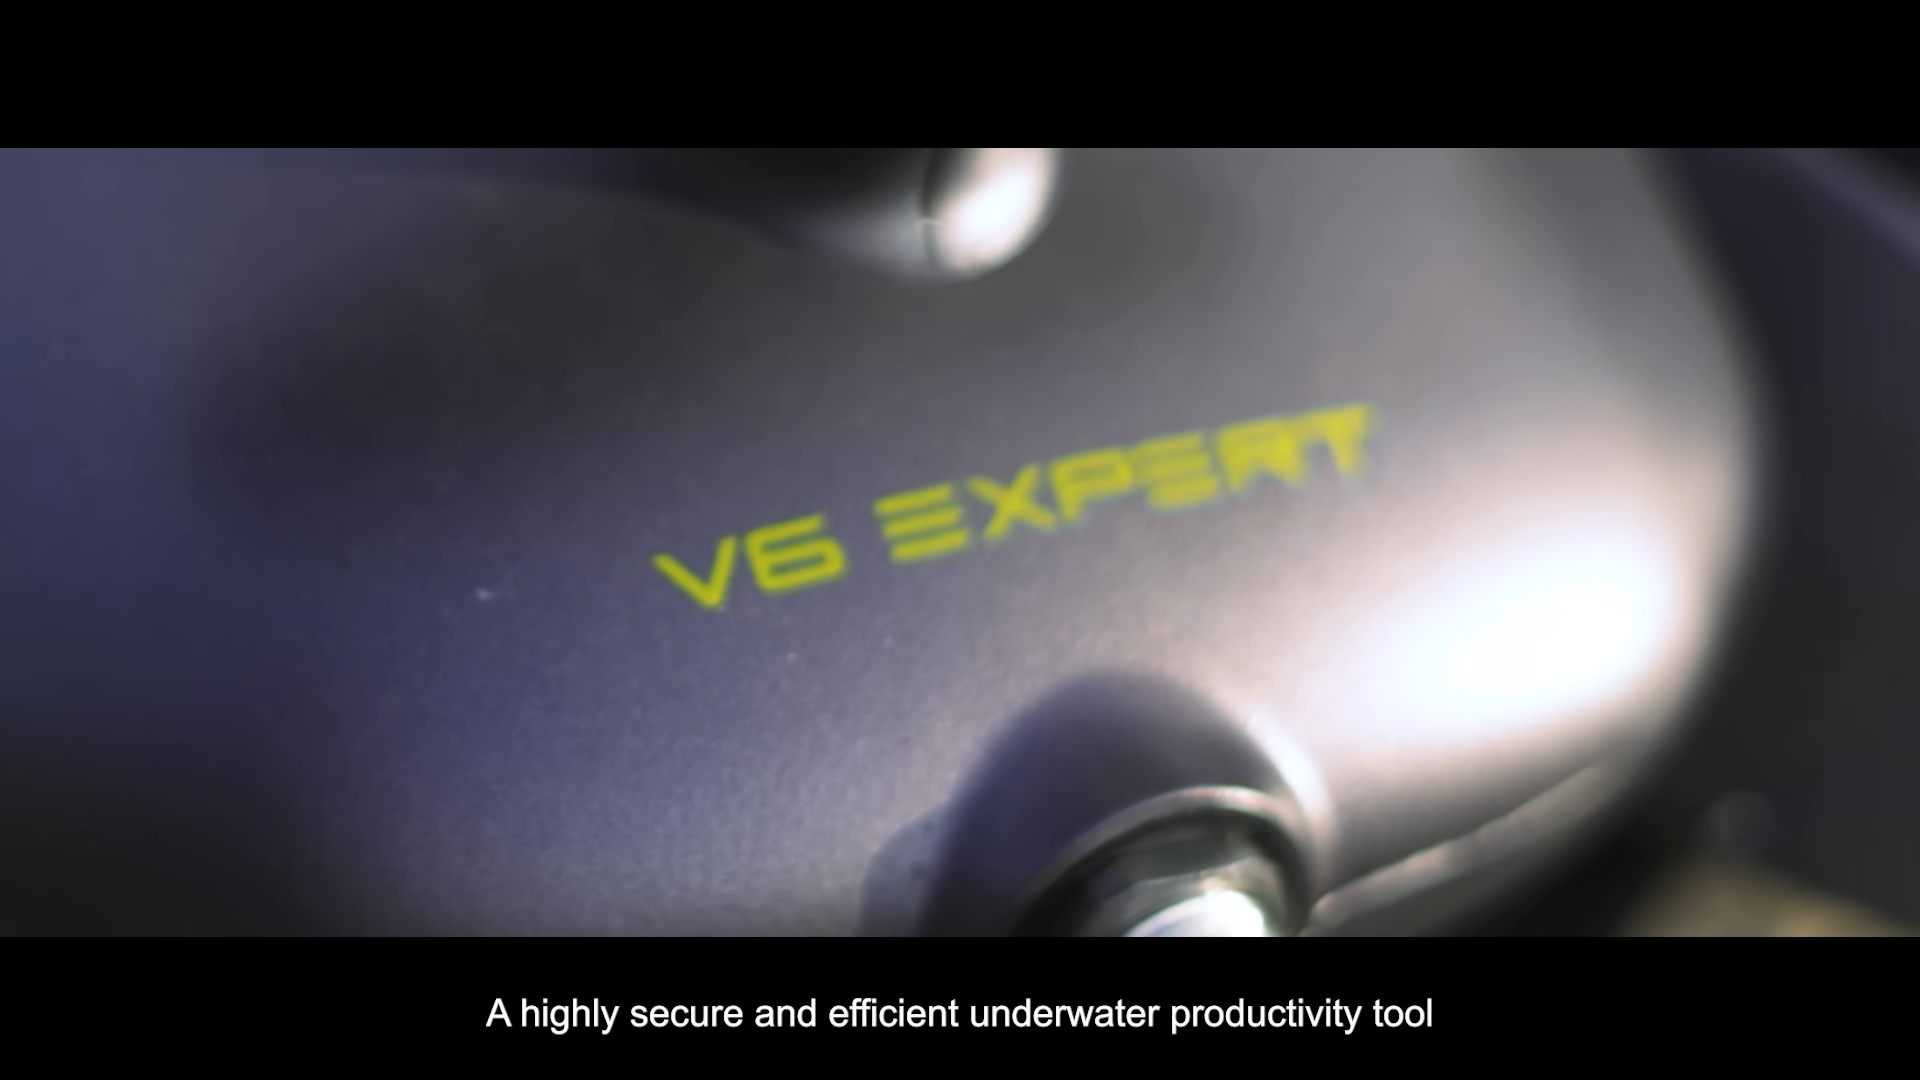 V6 EXPERT
A highly secure and efficient underwater productivity tool